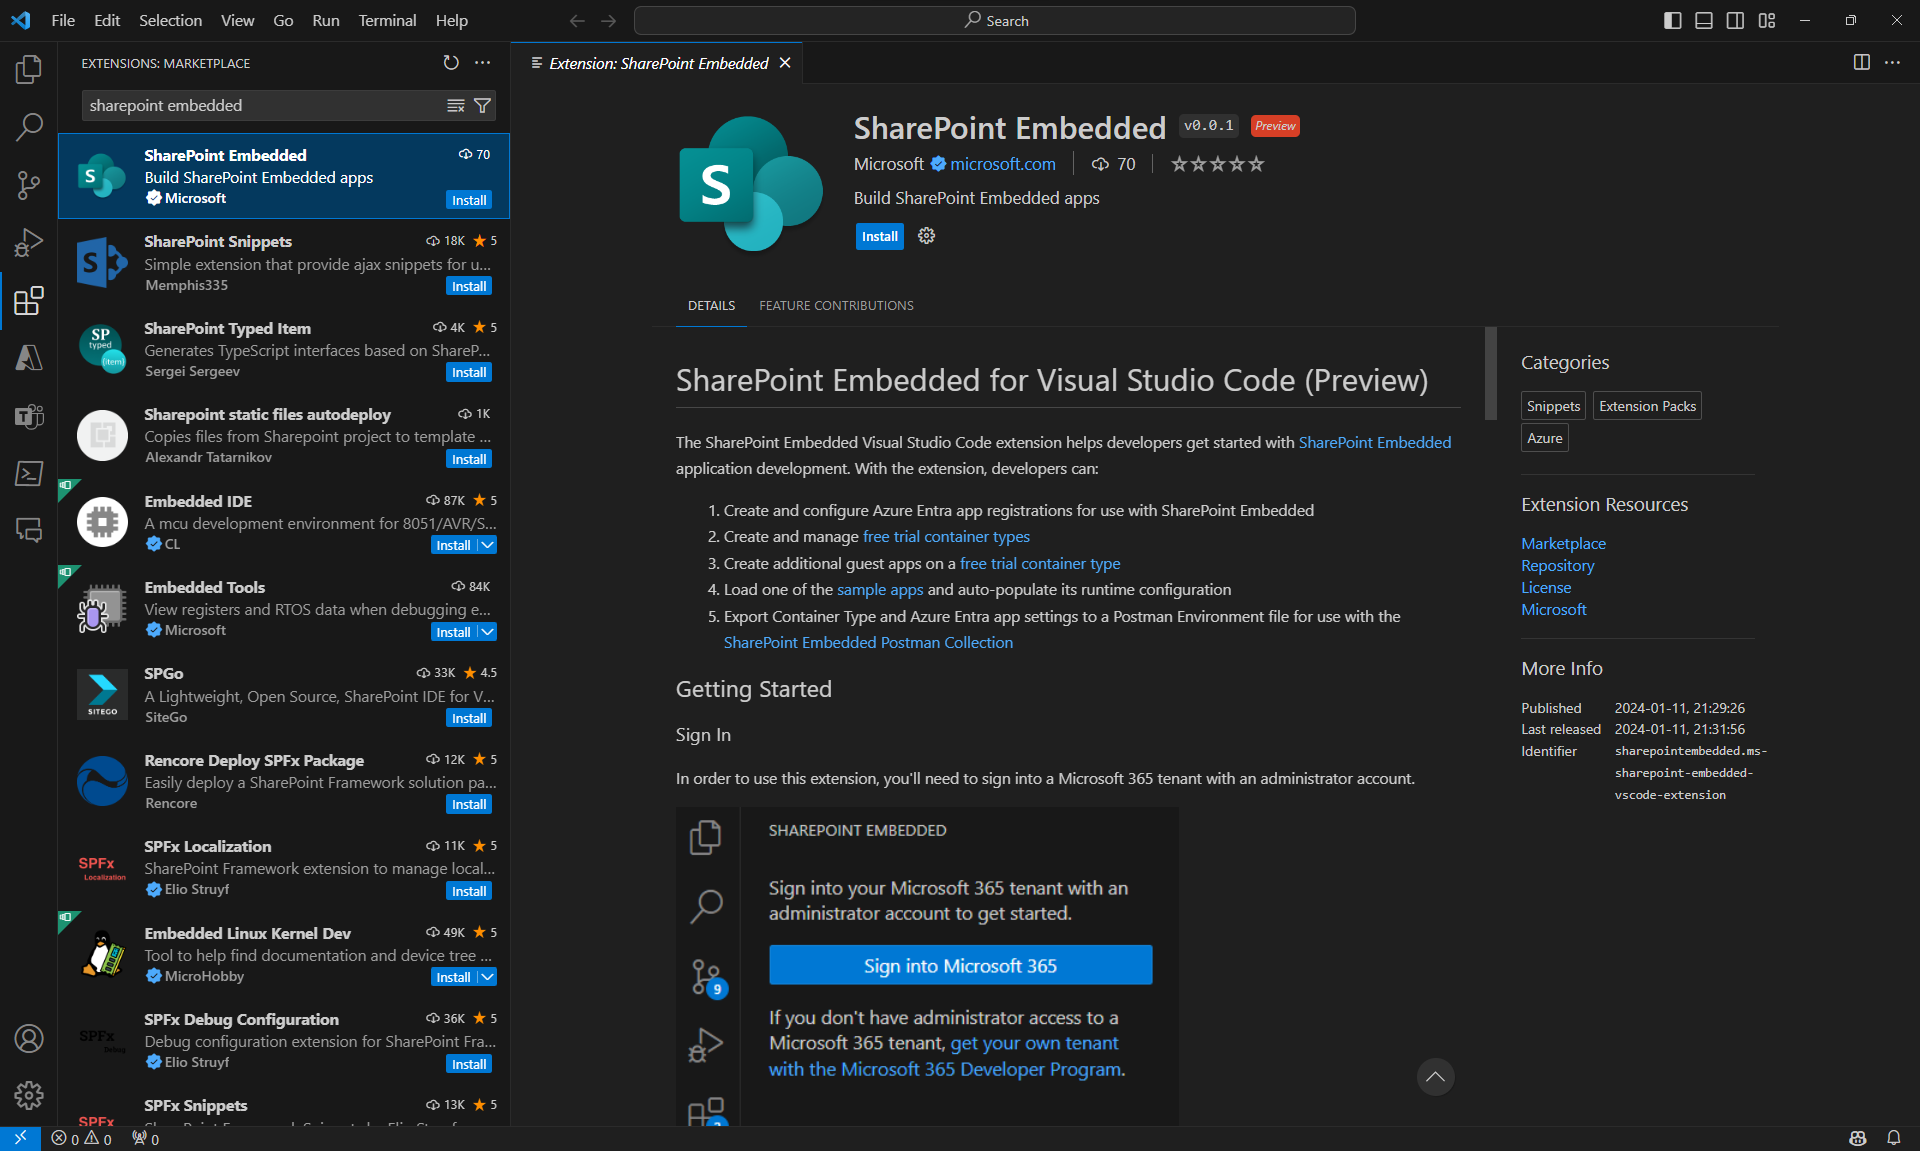 File Edit Selection View Go Run Terminal Help
Search
EXTENSIONS: MARKETPLACE
sharepoint embedded
S
SharePoint Embedded 70
Build SharePoint Embedded apps
Microsoft
Install
S
SharePoint Snippets 18K 5
Simple extension that provide ajax snippets for u...
Memphis335
Install
SP
typed
{item}
SharePoint Typed Item 4K 5
Generates TypeScript interfaces based on ShareP...
Sergei Sergeev
Install
Sharepoint static files autodeploy 1K
Copies files from Sharepoint project to template ...
Alexandr Tatarnikov
Install
Embedded IDE 87K 5
A mcu development environment for 8051/AVR/S...
CL
Install
Embedded Tools 84K
View registers and RTOS data when debugging e...
Microsoft
Install
SITEGO
SPGo 33K 4.5
A Lightweight, Open Source, SharePoint IDE for V...
SiteGo
Install
Rencore Deploy SPFx Package 12K 5
Easily deploy a SharePoint Framework solution pa...
Rencore
Install
SPFx
Localization
SPFx Localization 11K 5
SharePoint Framework extension to manage local...
Elio Struyf
Install
Embedded Linux Kernel Dev 49K 5
Tool to help find documentation and device tree ...
MicroHobby
Install
SPFx
Debug
SPFx Debug Configuration 36K 5
Debug configuration extension for SharePoint Fra...
Elio Struyf
Install
SPFx
SPFx Snippets 13K 5
Extension: SharePoint Embedded
S
SharePoint Embedded v0.0.1 Preview
Microsoft microsoft.com 70
Build SharePoint Embedded apps
Install
DETAILS FEATURE CONTRIBUTIONS
SharePoint Embedded for Visual Studio Code (Preview)
The SharePoint Embedded Visual Studio Code extension helps developers get started with SharePoint Embedded
application development. With the extension, developers can:
1. Create and configure Azure Entra app registrations for use with SharePoint Embedded
2. Create and manage free trial container types
3. Create additional guest apps on a free trial container type
4. Load one of the sample apps and auto-populate its runtime configuration
5. Export Container Type and Azure Entra app settings to a Postman Environment file for use with the
SharePoint Embedded Postman Collection
Getting Started
Sign In
In order to use this extension, you'll need to sign into a Microsoft 365 tenant with an administrator account.
SHAREPOINT EMBEDDED
Sign into your Microsoft 365 tenant with an
administrator account to get started.
Sign into Microsoft 365
9
If you don't have administrator access to a
Microsoft 365 tenant, get your own tenant
with the Microsoft 365 Developer Program.
Categories
Snippets Extension Packs
Azure
Extension Resources
Marketplace
Repository
License
Microsoft
More Info
Published 2024-01-11, 21:29:26
Last released 2024-01-11, 21:31:56
Identifier sharepointembedded.ms-
sharepoint-embedded-
vscode-extension
0 0 0